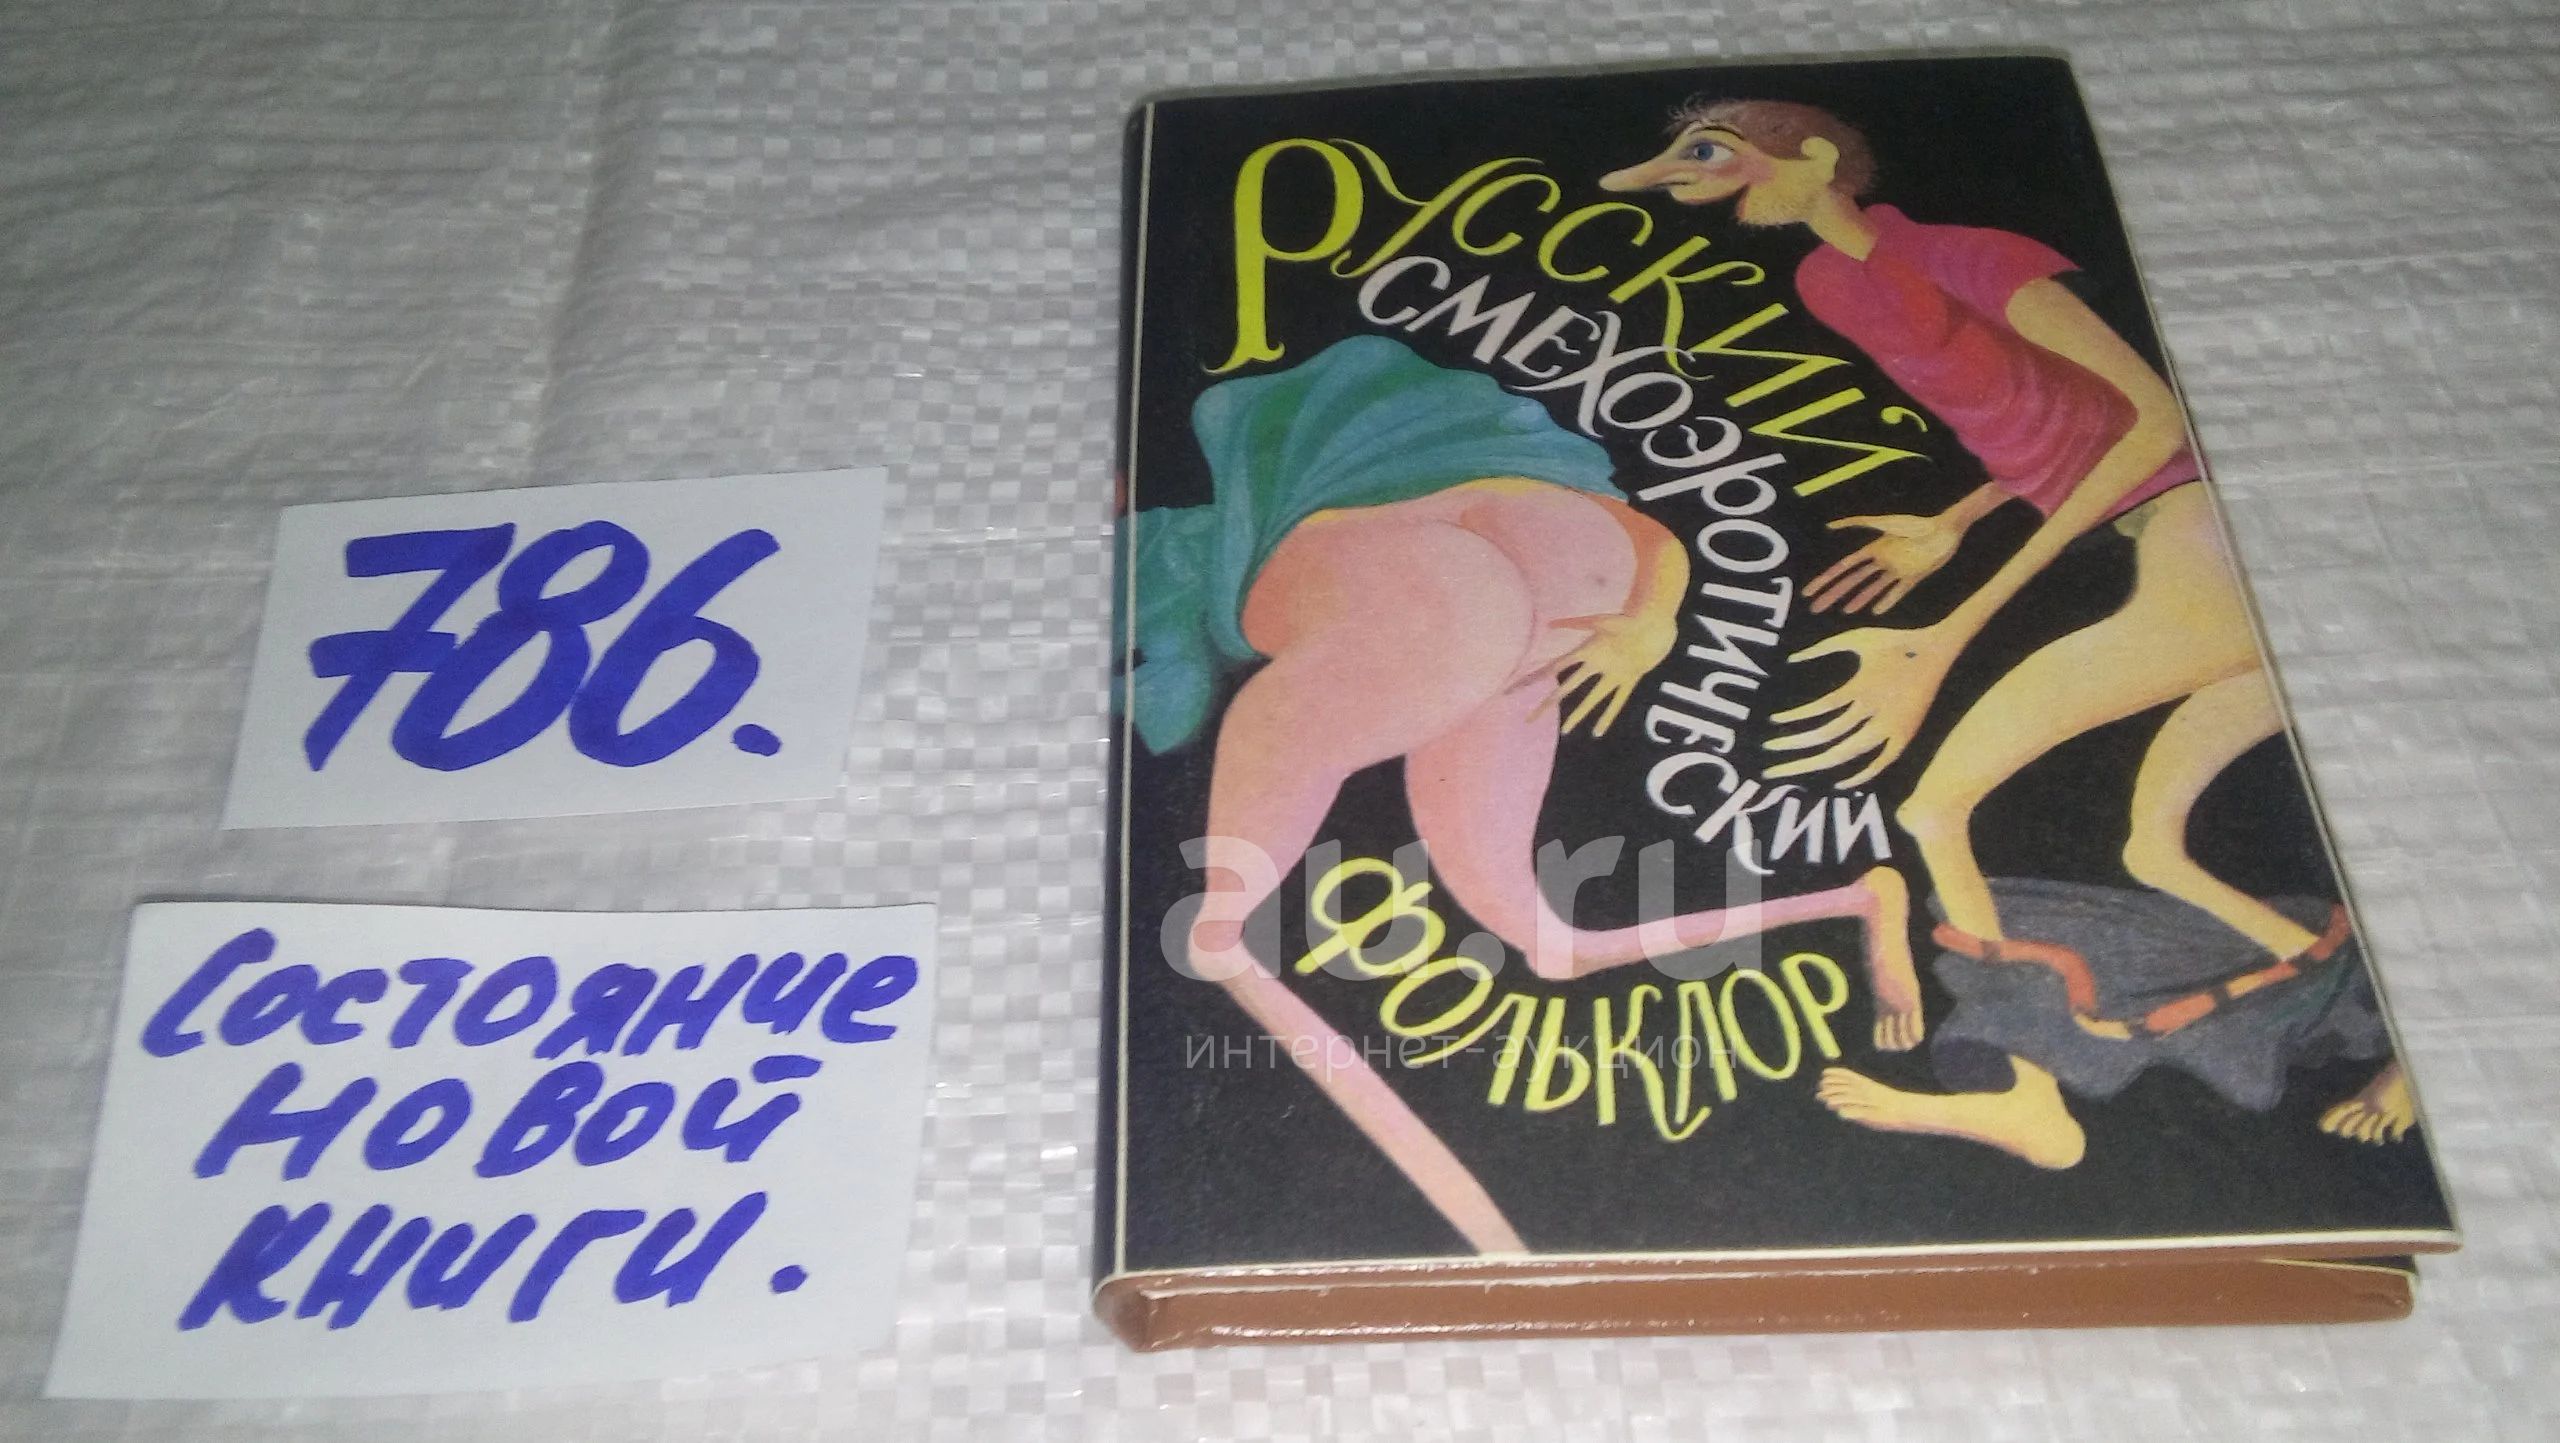 786.
Состояние
новой
книги.
Русский
смехоэротический
фольклор
au.ru
интернет-аукцион